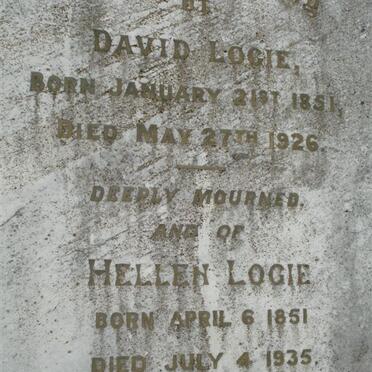 OF
DAVID LOGIE,
BORN JANUARY 21ST 1851,
DIED MAY 27TH 1926.
DEEPLY MOURNED.
AND OF
HELLEN LOGIE
BORN APRIL 6 1851
DIED JULY 4 1935.